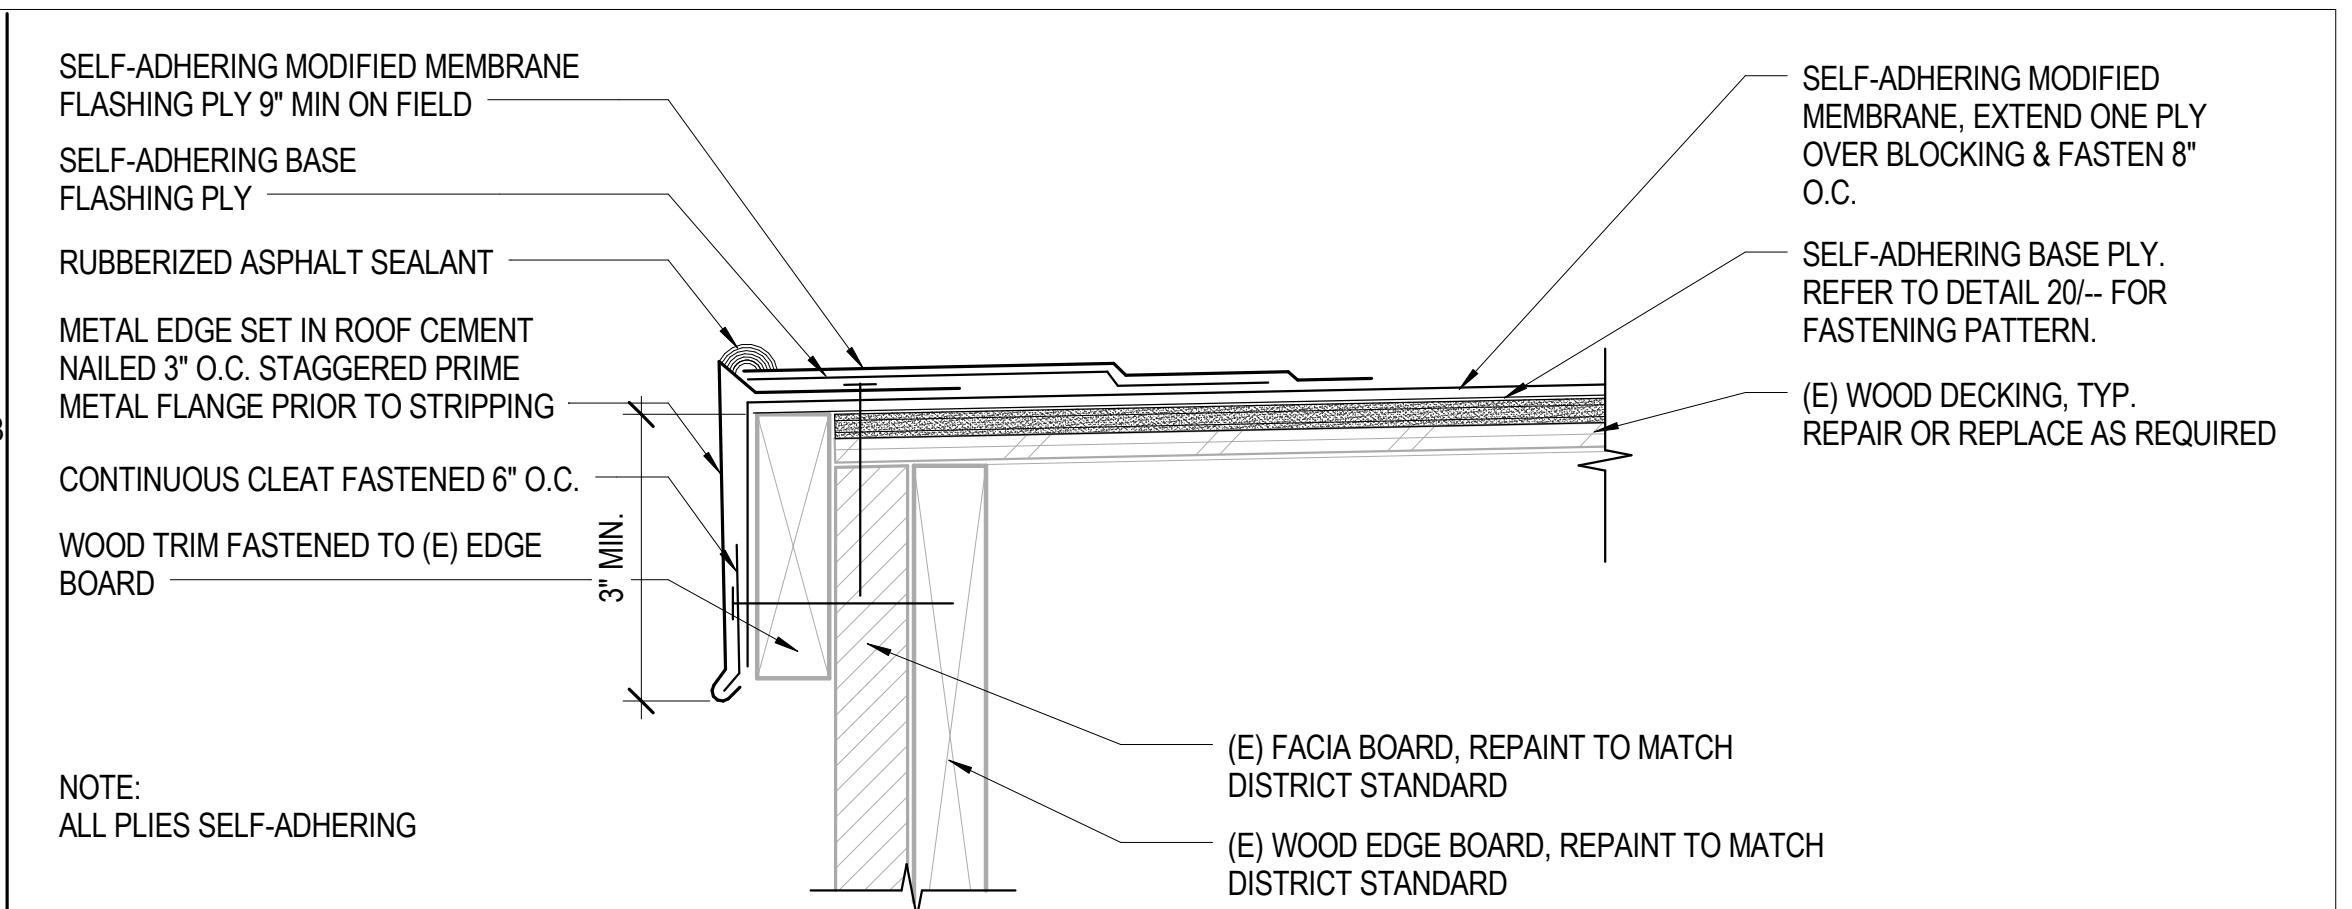 SELF-ADHERING MODIFIED MEMBRANE
FLASHING PLY 9" MIN ON FIELD
SELF-ADHERING BASE
FLASHING PLY
RUBBERIZED ASPHALT SEALANT
METAL EDGE SET IN ROOF CEMENT
NAILED 3" O.C. STAGGERED PRIME
METAL FLANGE PRIOR TO STRIPPING
CONTINUOUS CLEAT FASTENED 6" O.C.
WOOD TRIM FASTENED TO (E) EDGE
BOARD
3" MIN.
NOTE:
ALL PLIES SELF-ADHERING
SELF-ADHERING MODIFIED
MEMBRANE, EXTEND ONE PLY
OVER BLOCKING & FASTEN 8"
O.C.
SELF-ADHERING BASE PLY.
REFER TO DETAIL 20/-- FOR
FASTENING PATTERN.
(E) WOOD DECKING, TYP.
REPAIR OR REPLACE AS REQUIRED
(E) FACIA BOARD, REPAINT TO MATCH
DISTRICT STANDARD
(E) WOOD EDGE BOARD, REPAINT TO MATCH
DISTRICT STANDARD